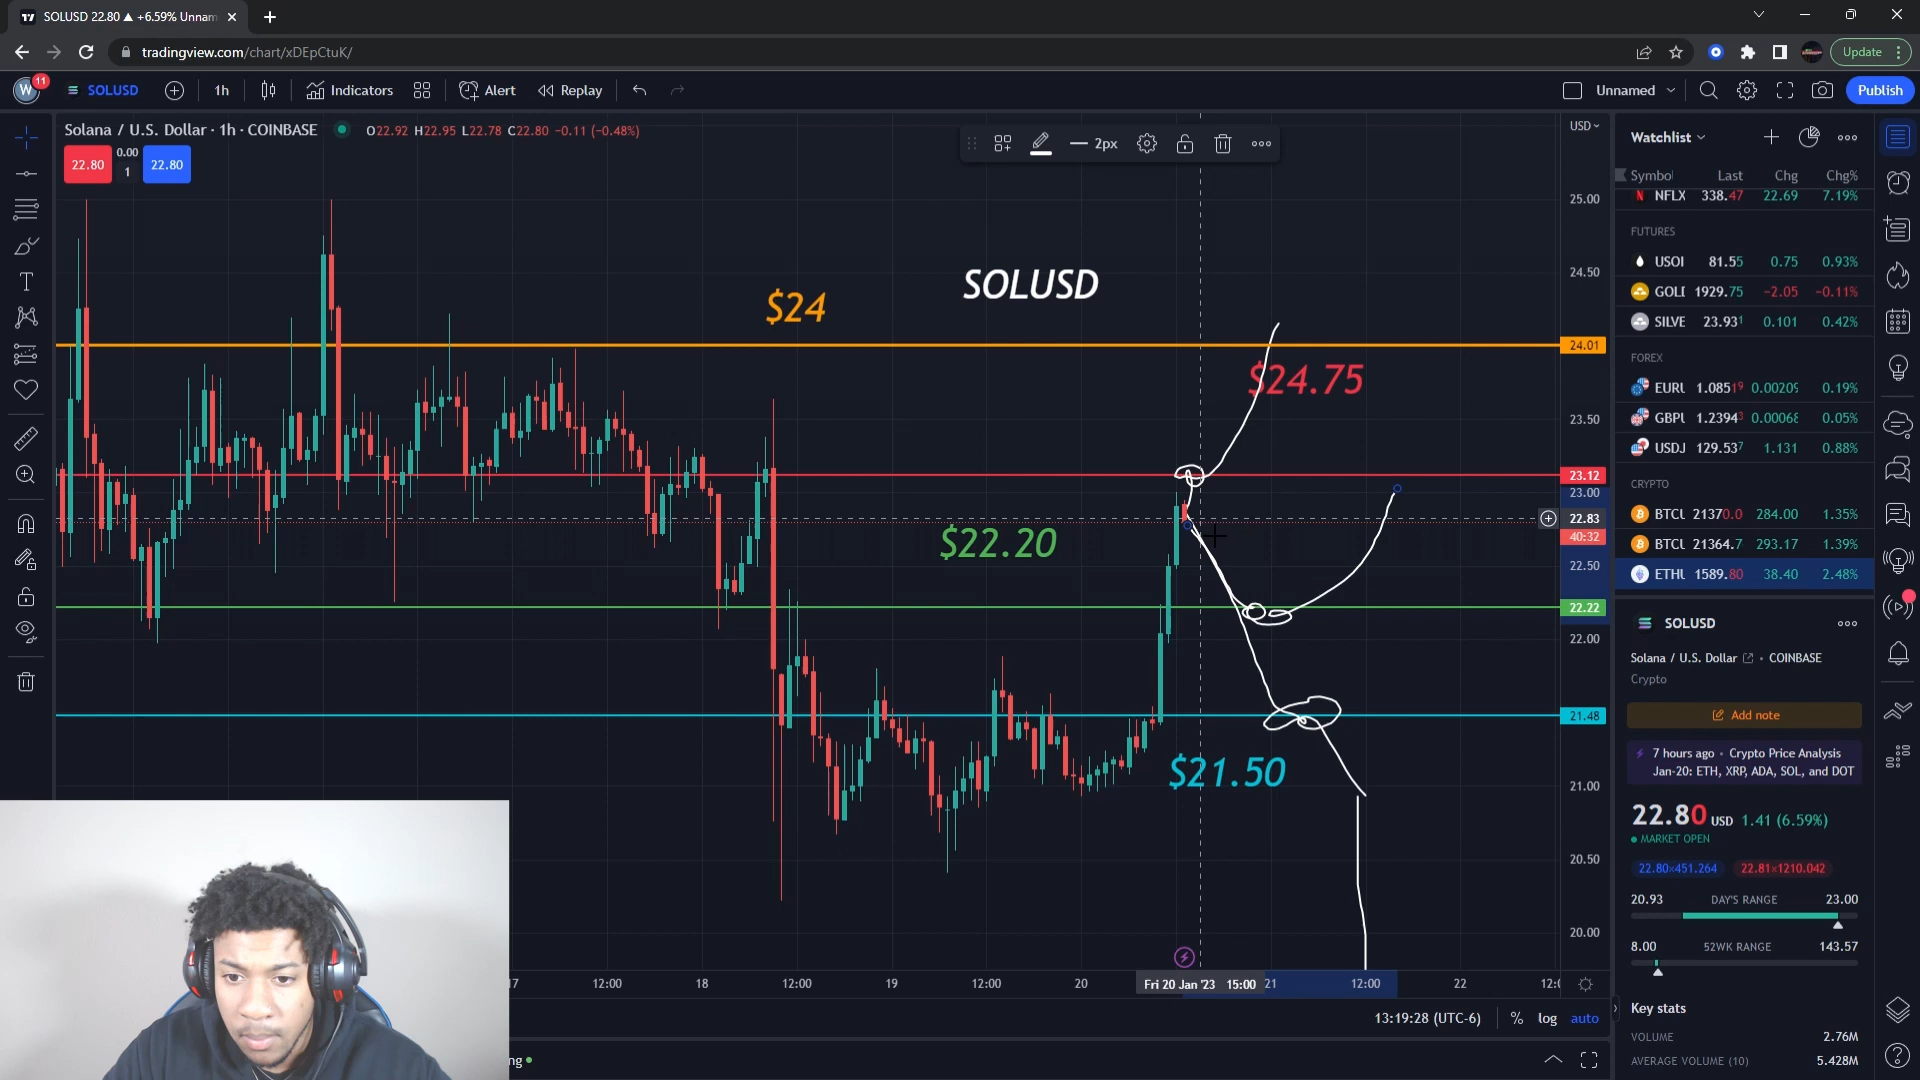 SOLUSD 22.80 ▲ +6.59% Unnam
tradingview.com/chart/xDEpCtuK/
Update
W 11 SOLUSD 1h Indicators Alert Replay Unnamed Publish
Solana / U.S. Dollar · 1h · COINBASE O22.92 H22.95 L22.78 C22.80 -0.11 (-0.48%)
22.80 0.00 1 22.80
2px
USD
25.00
24.50
24.01
23.50
23.12
23.00
22.83
40:32
22.50
22.22
22.00
21.48
21.00
20.50
20.00
SOLUSD
$24
$24.75
$22.20
$21.50
17 12:00 18 12:00 19 12:00 20 Fri 20 Jan '23 15:00 21 12:00 22 12:0
13:19:28 (UTC-6) % log auto
ng
Watchlist
Symbol Last Chg Chg%
NFLX 338.47 22.69 7.19%
FUTURES
USOI 81.55 0.75 0.93%
GOLI 1929.75 -2.05 -0.11%
SILVE 23.931 0.101 0.42%
FOREX
EURU 1.08519 0.00209 0.19%
GBPU 1.23943 0.00068 0.05%
USDJ 129.537 1.131 0.88%
CRYPTO
BTCU 21370.0 284.00 1.35%
BTCU 21364.7 293.17 1.39%
ETHU 1589.80 38.40 2.48%
SOLUSD
Solana / U.S. Dollar • COINBASE
Crypto
Add note
7 hours ago • Crypto Price Analysis
Jan-20: ETH, XRP, ADA, SOL, and DOT
22.80 USD 1.41 (6.59%)
MARKET OPEN
22.80×451.264 22.81×1210.042
20.93 DAY'S RANGE 23.00
8.00 52WK RANGE 143.57
Key stats
VOLUME 2.76M
AVERAGE VOLUME (10) 5.428M